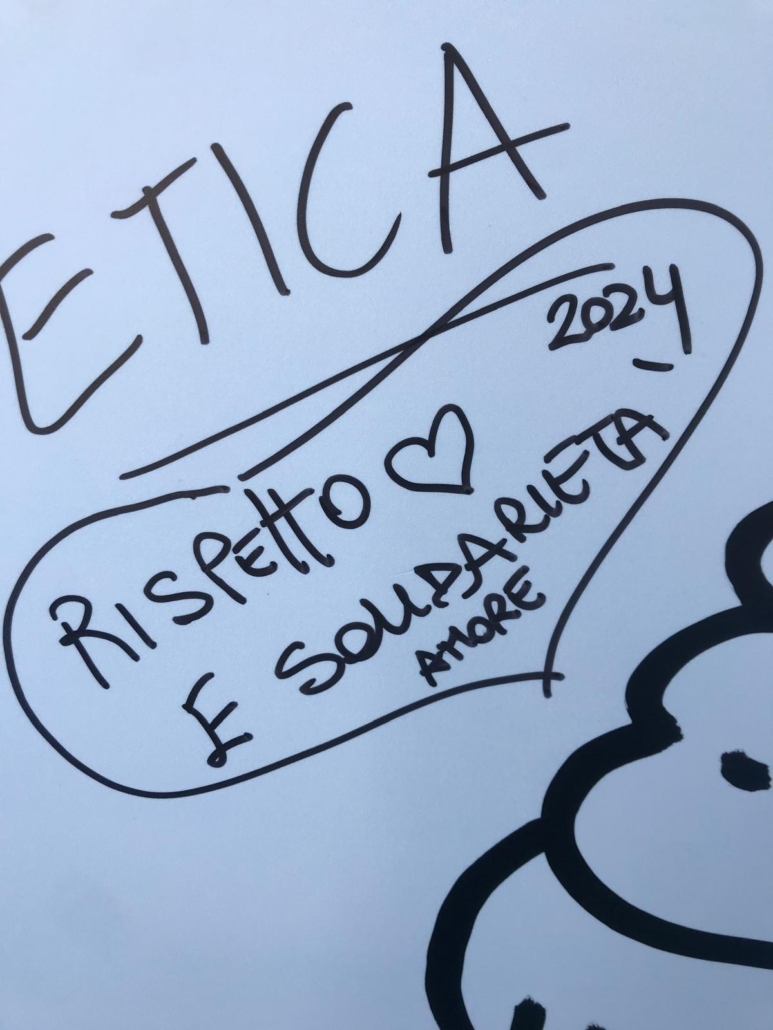 ETICA
2024
RISPETTO
E SOLIDARIETÀ
AMORE